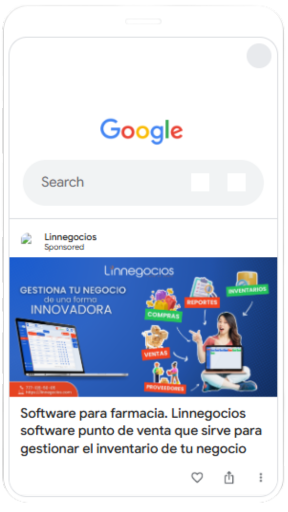 Google
Search
Linnegocios
Sponsored
Linnegocios
GESTIONA TU NEGOCIO
de una forma
INNOVADORA
COMPRAS
REPORTES
INVENTARIOS
VENTAS
PROVEEDORES
Software para farmacia. Linnegocios
software punto de venta que sirve para
gestionar el inventario de tu negocio